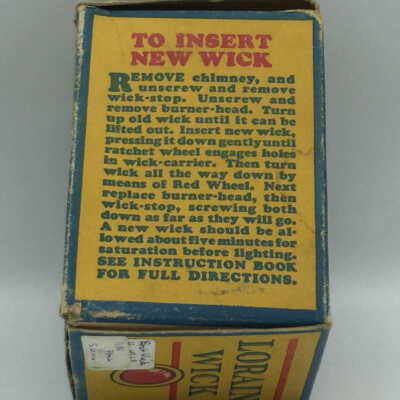 TO INSERT
NEW WICK
REMOVE chimney, and
unscrew and remove
wick-stop. Unscrew and
remove burner-head. Turn
up old wick until it can be
lifted out. Insert new wick,
pressing it down gently until
ratchet wheel engages holes
in wick-carrier. Then turn
wick all the way down by
means of Red Wheel. Next
replace burner-head, then
wick-stop, screwing both
down as far as they will go.
A new wick should be al-
lowed about five minutes for
saturation before lighting.
SEE INSTRUCTION BOOK
FOR FULL DIRECTIONS.
LORAIN
WICK